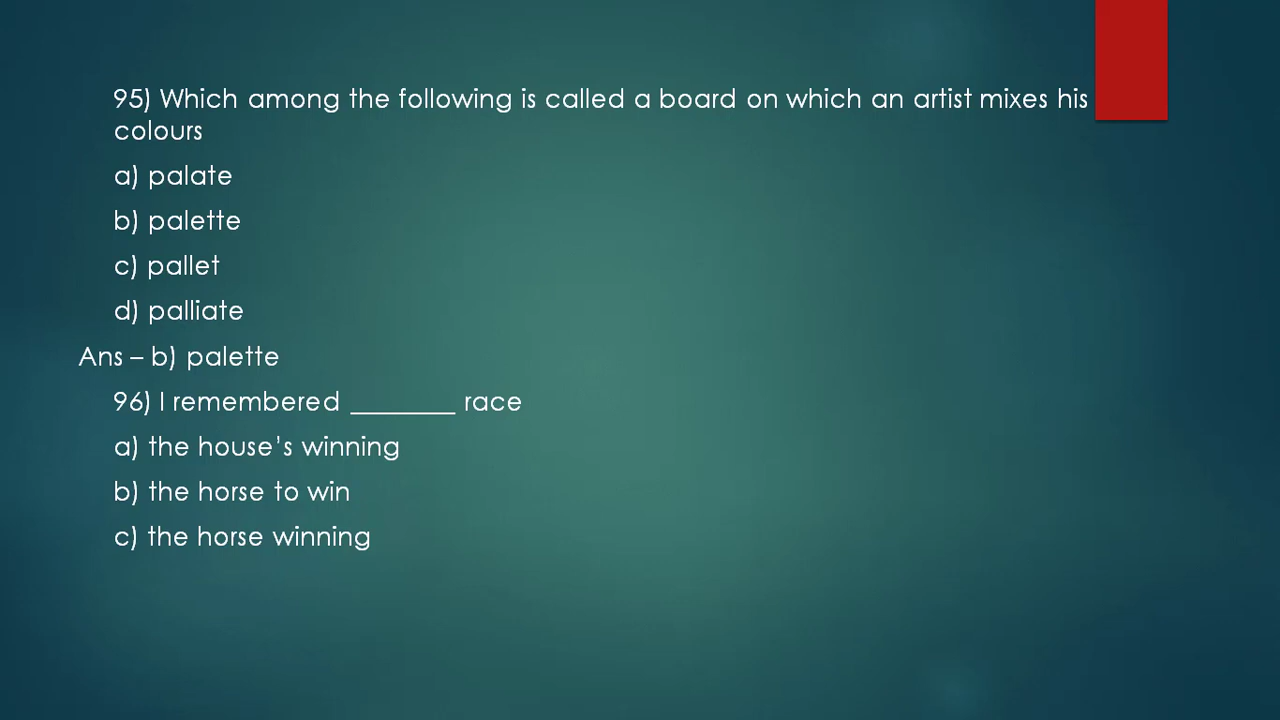 95) Which among the following is called a board on which an artist mixes his
colours
a) palate
b) palette
c) pallet
d) palliate
Ans – b) palette
96) I remembered ________ race
a) the house's winning
b) the horse to win
c) the horse winning